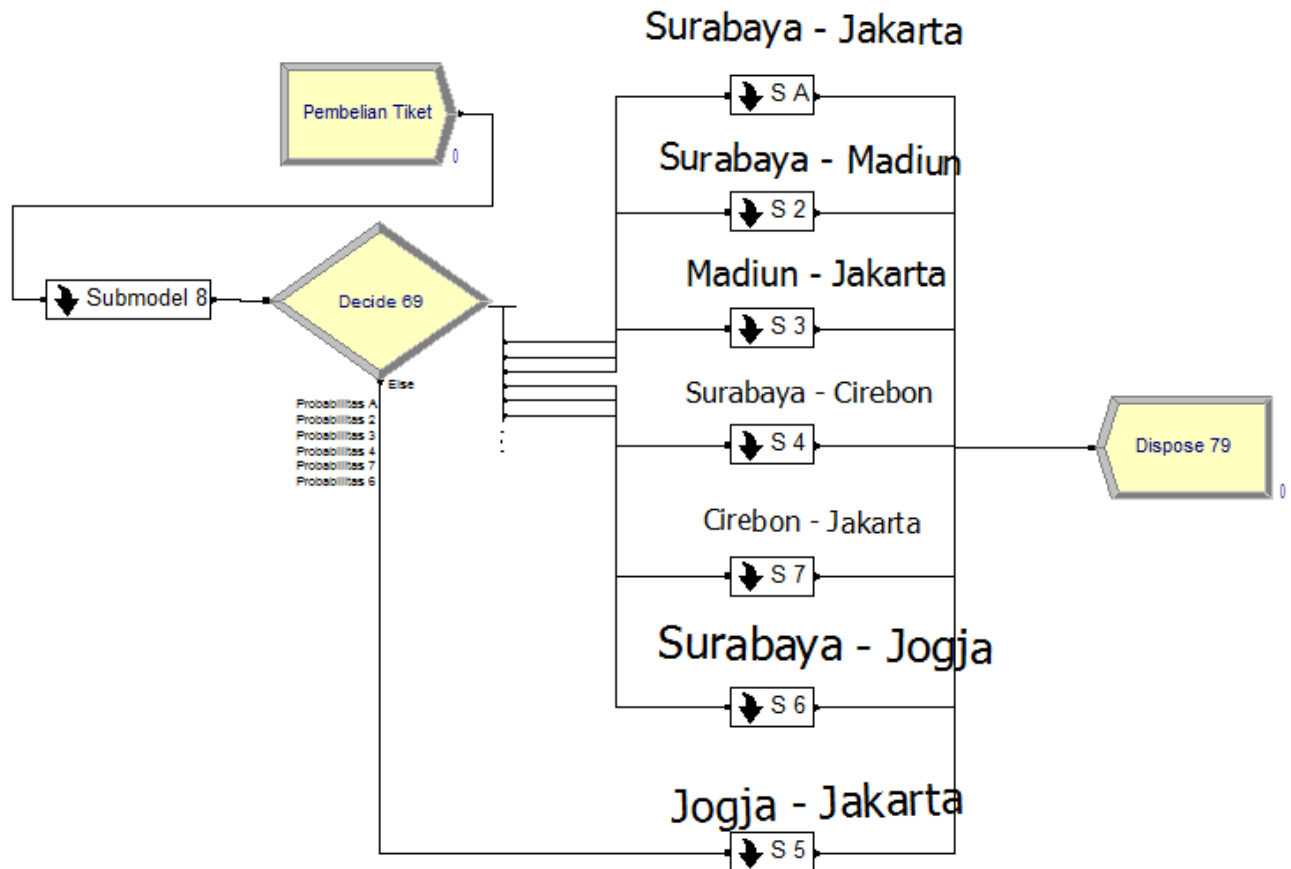 Surabaya - Jakarta
Pembelian Tiket
0
S A
Surabaya - Madiun
S 2
Madiun - Jakarta
Submodel 8
Decide 69
S 3
Else
Probabilitas A
Probabilitas 2
Probabilitas 3
Probabilitas 4
Probabilitas 7
Probabilitas 6
Surabaya - Cirebon
S 4
Dispose 79
0
Cirebon - Jakarta
S 7
Surabaya - Jogja
S 6
Jogja - Jakarta
S 5